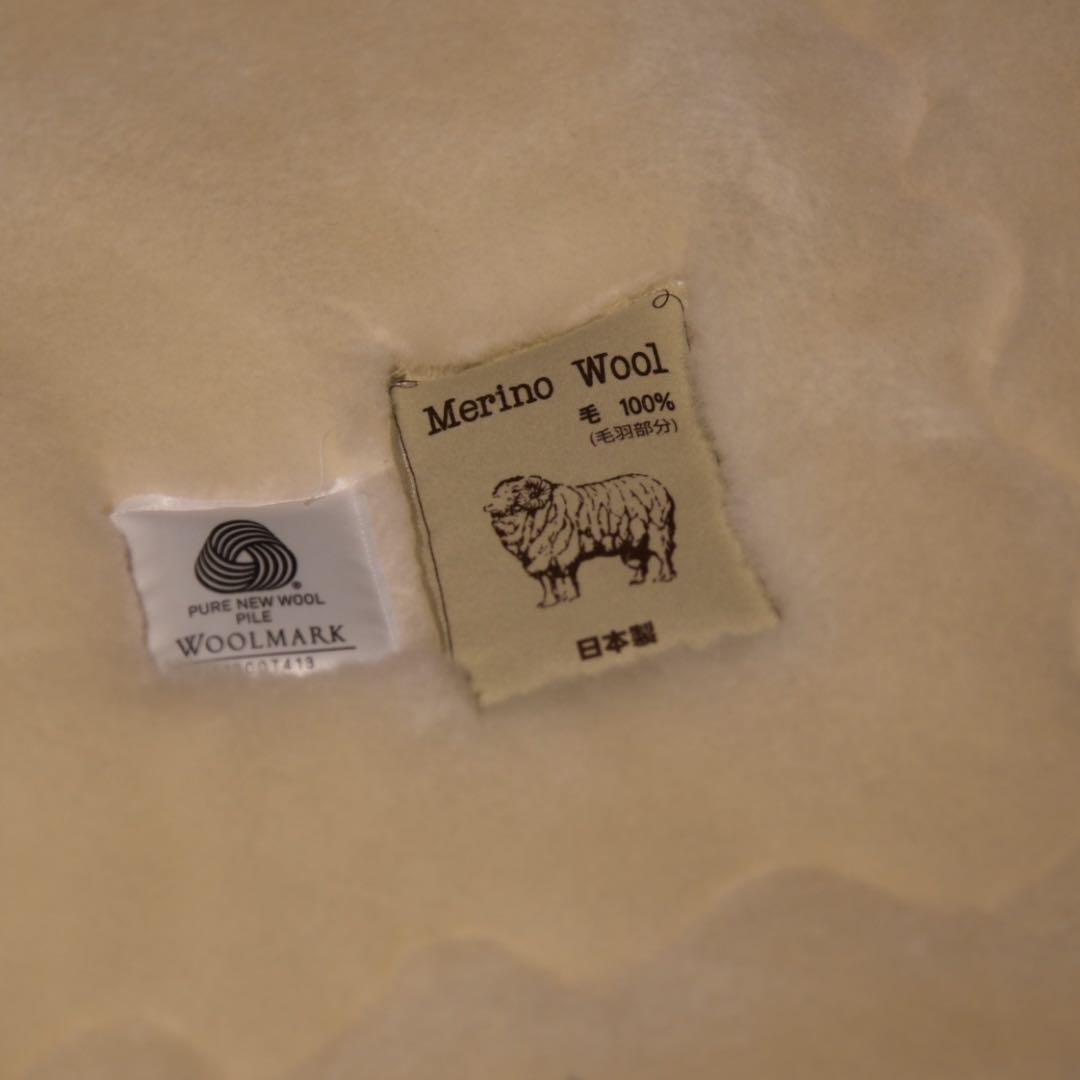 Merino Wool
毛 100%
(毛羽部分)
日本製
PURE NEW WOOL
PILE
WOOLMARK